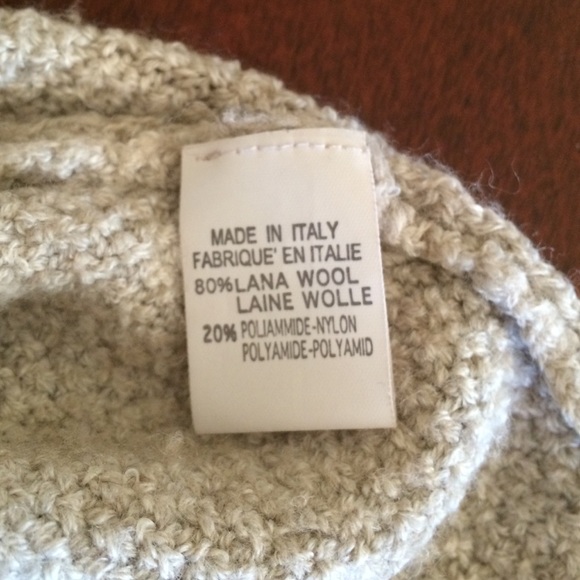 MADE IN ITALY
FABRIQUE' EN ITALIE
80% LANA WOOL
LAINE WOLLE
20% POLIAMMIDE-NYLON
POLYAMIDE-POLYAMID